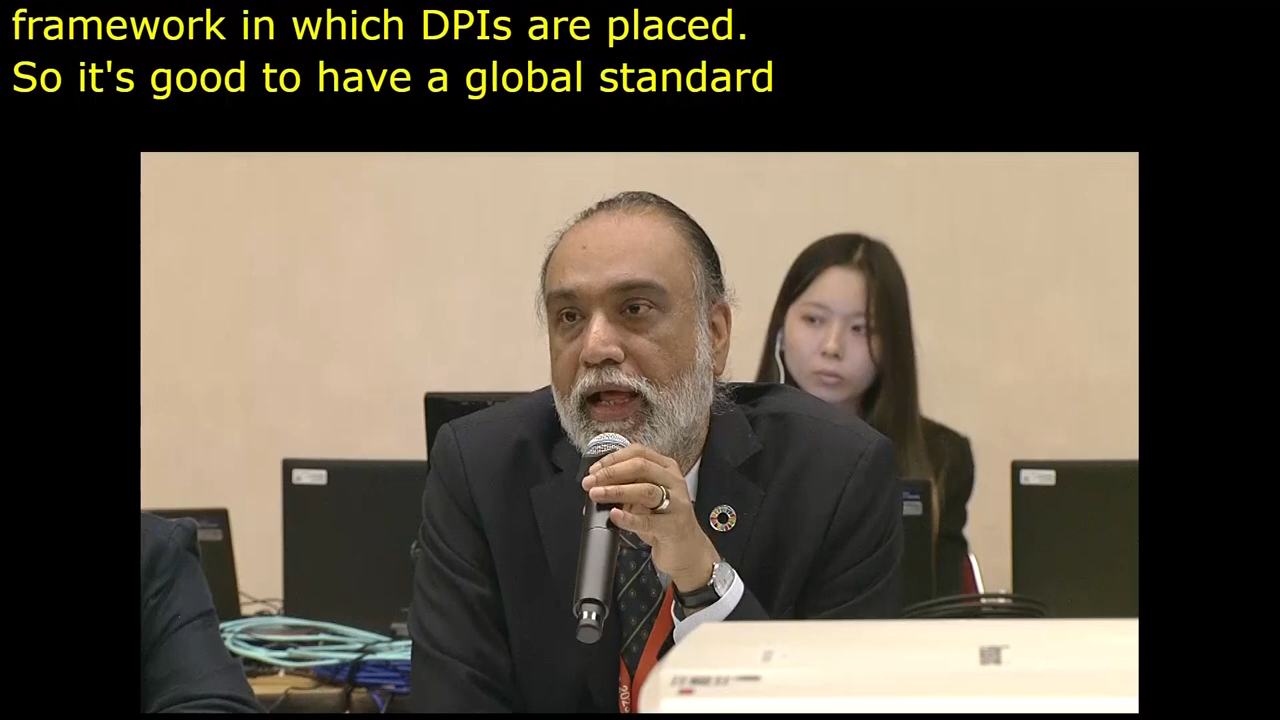 framework in which DPIs are placed.
So it's good to have a global standard